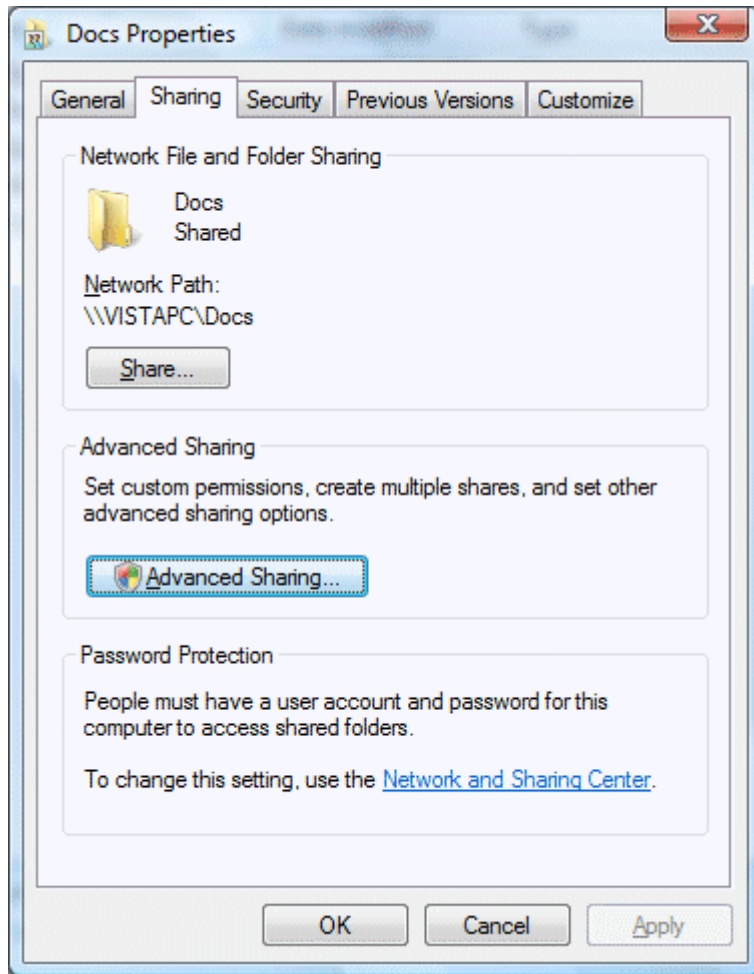 Docs Properties
General Sharing Security Previous Versions Customize
Network File and Folder Sharing
Docs
Shared
Network Path:
\\VISTAPC\Docs
Share...
Advanced Sharing
Set custom permissions, create multiple shares, and set other
advanced sharing options.
Advanced Sharing...
Password Protection
People must have a user account and password for this
computer to access shared folders.
To change this setting, use the Network and Sharing Center.
OK Cancel Apply